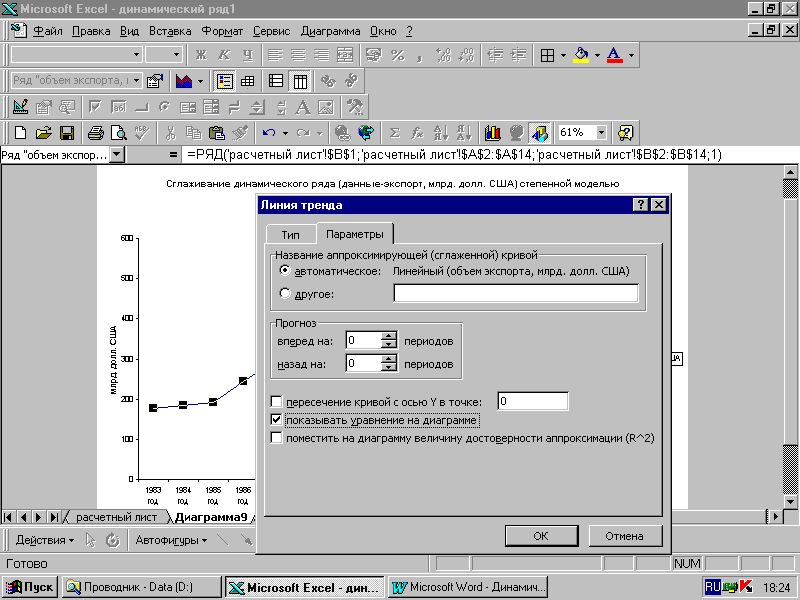 Microsoft Excel - динамический ряд1
Файл Правка Вид Вставка Формат Сервис Диаграмма Окно ?
Ж К Ч
Ряд "объем экспорта, г
61%
Ряд "объем экспор... = =РЯД('расчетный лист'!$B$1;'расчетный лист'!$A$2:$A$14;'расчетный лист'!$B$2:$B$14;1)
Сглаживание динамического ряда (данные-экспорт, млрд. долл. США) степенной моделью
Линия тренда
Тип Параметры
Название аппроксимирующей (сглаженной) кривой
автоматическое: Линейный (объем экспорта, млрд. долл. США)
другое:
Прогноз
вперед на: 0 периодов
назад на: 0 периодов
пересечение кривой с осью Y в точке: 0
показывать уравнение на диаграмме
поместить на диаграмму величину достоверности аппроксимации (R^2)
OK Отмена
млрд. долл. США
600
500
400
300
200
100
0
1983 год 1984 год 1985 год 1986 год
расчетный лист Диаграмма9
Действия Автофигуры
Готово NUM
Пуск Проводник - Data (D:) Microsoft Excel - дин... Microsoft Word - Динамич... RU 18:24